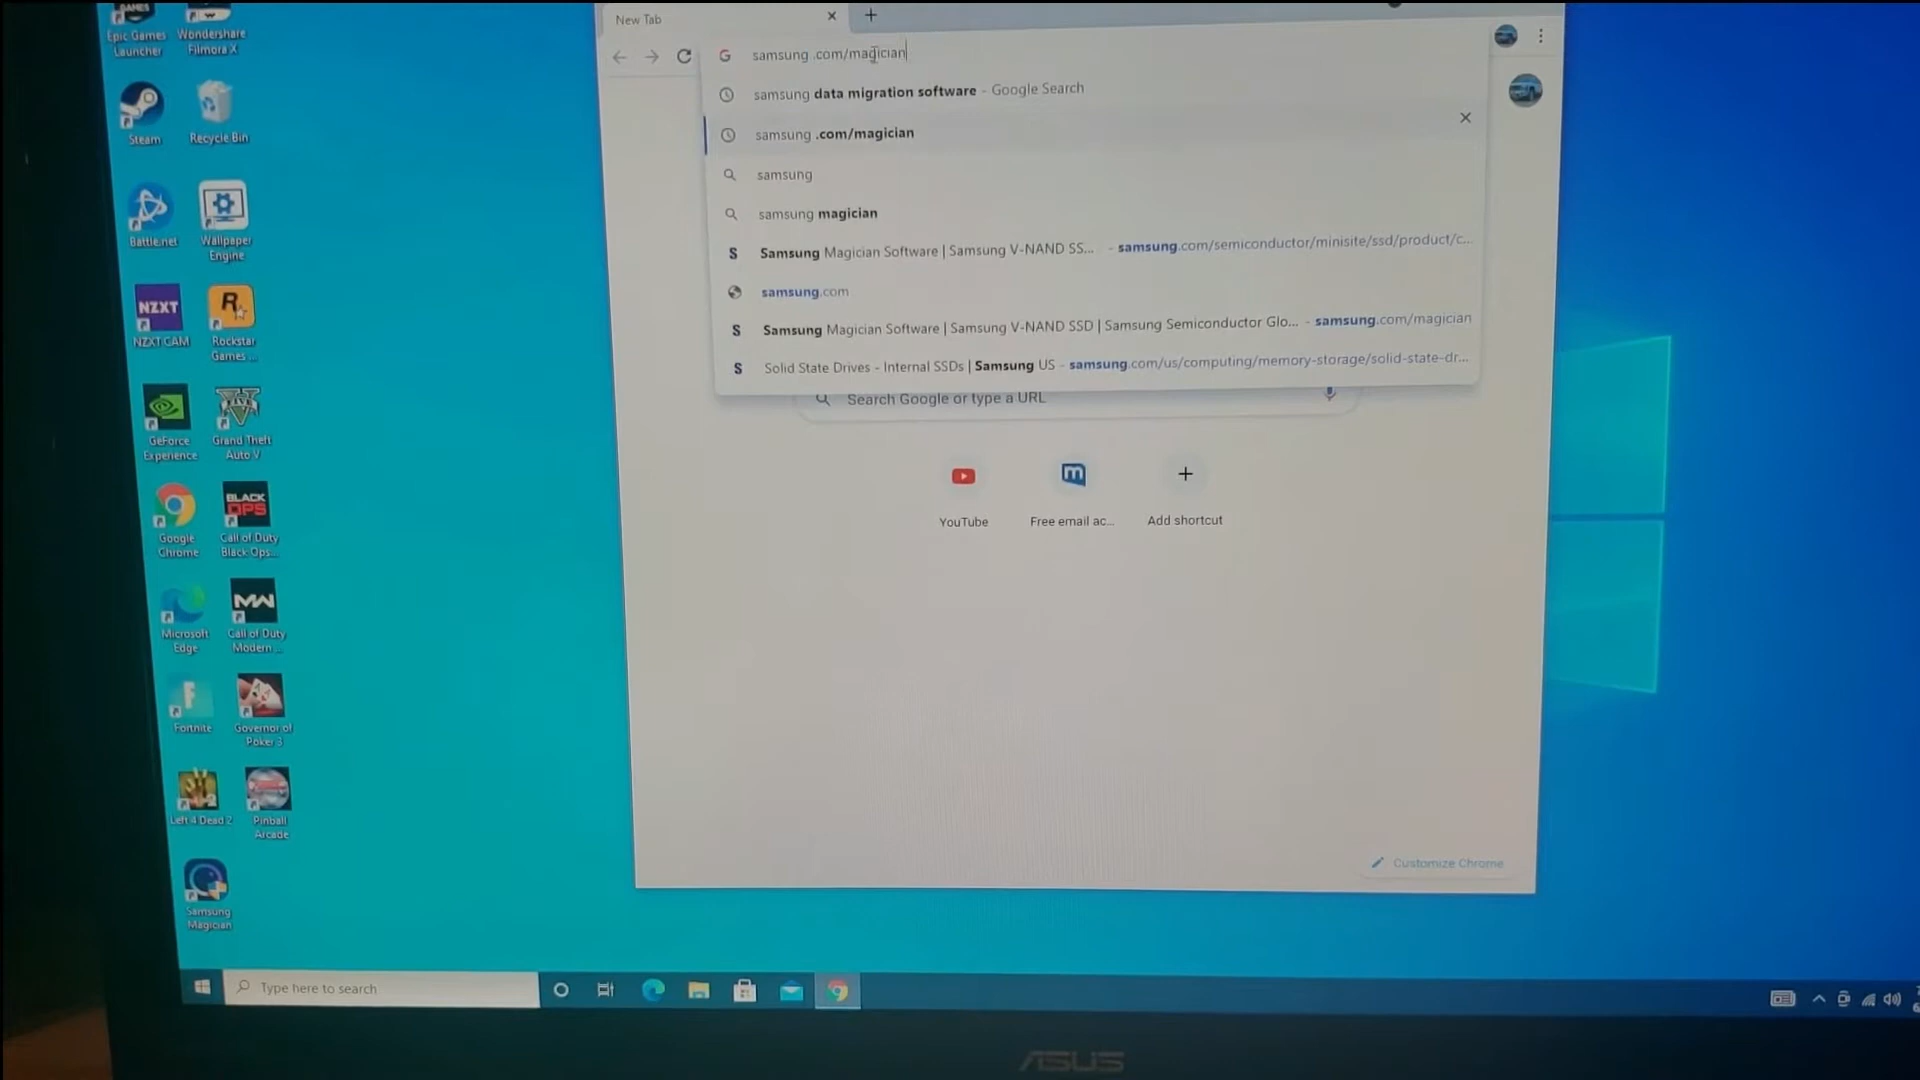 Epic Games
Launcher
Wondershare
Filmora X
Steam
Recycle Bin
Battle.net
Wallpaper
Engine
NZXT
NZXT CAM
R
Rockstar
Games ...
GeForce
Experience
V
FIVE
Grand Theft
Auto V
Google
Chrome
BLACK
OPS
Call of Duty
Black Ops...
Microsoft
Edge
MW
Call of Duty
Modern ...
F
Fortnite
Governor of
Poker 3
Left 4 Dead 2
Pinball
Arcade
Samsung
Magician
New Tab
G samsung .com/magician
samsung data migration software - Google Search
samsung .com/magician
samsung
samsung magician
S Samsung Magician Software | Samsung V-NAND SS... - samsung.com/semiconductor/minisite/ssd/product/c...
samsung.com
S Samsung Magician Software | Samsung V-NAND SSD | Samsung Semiconductor Glo... - samsung.com/magician
S Solid State Drives - Internal SSDs | Samsung US - samsung.com/us/computing/memory-storage/solid-state-dr...
Search Google or type a URL
YouTube
Free email ac...
Add shortcut
Customize Chrome
Type here to search
ASUS